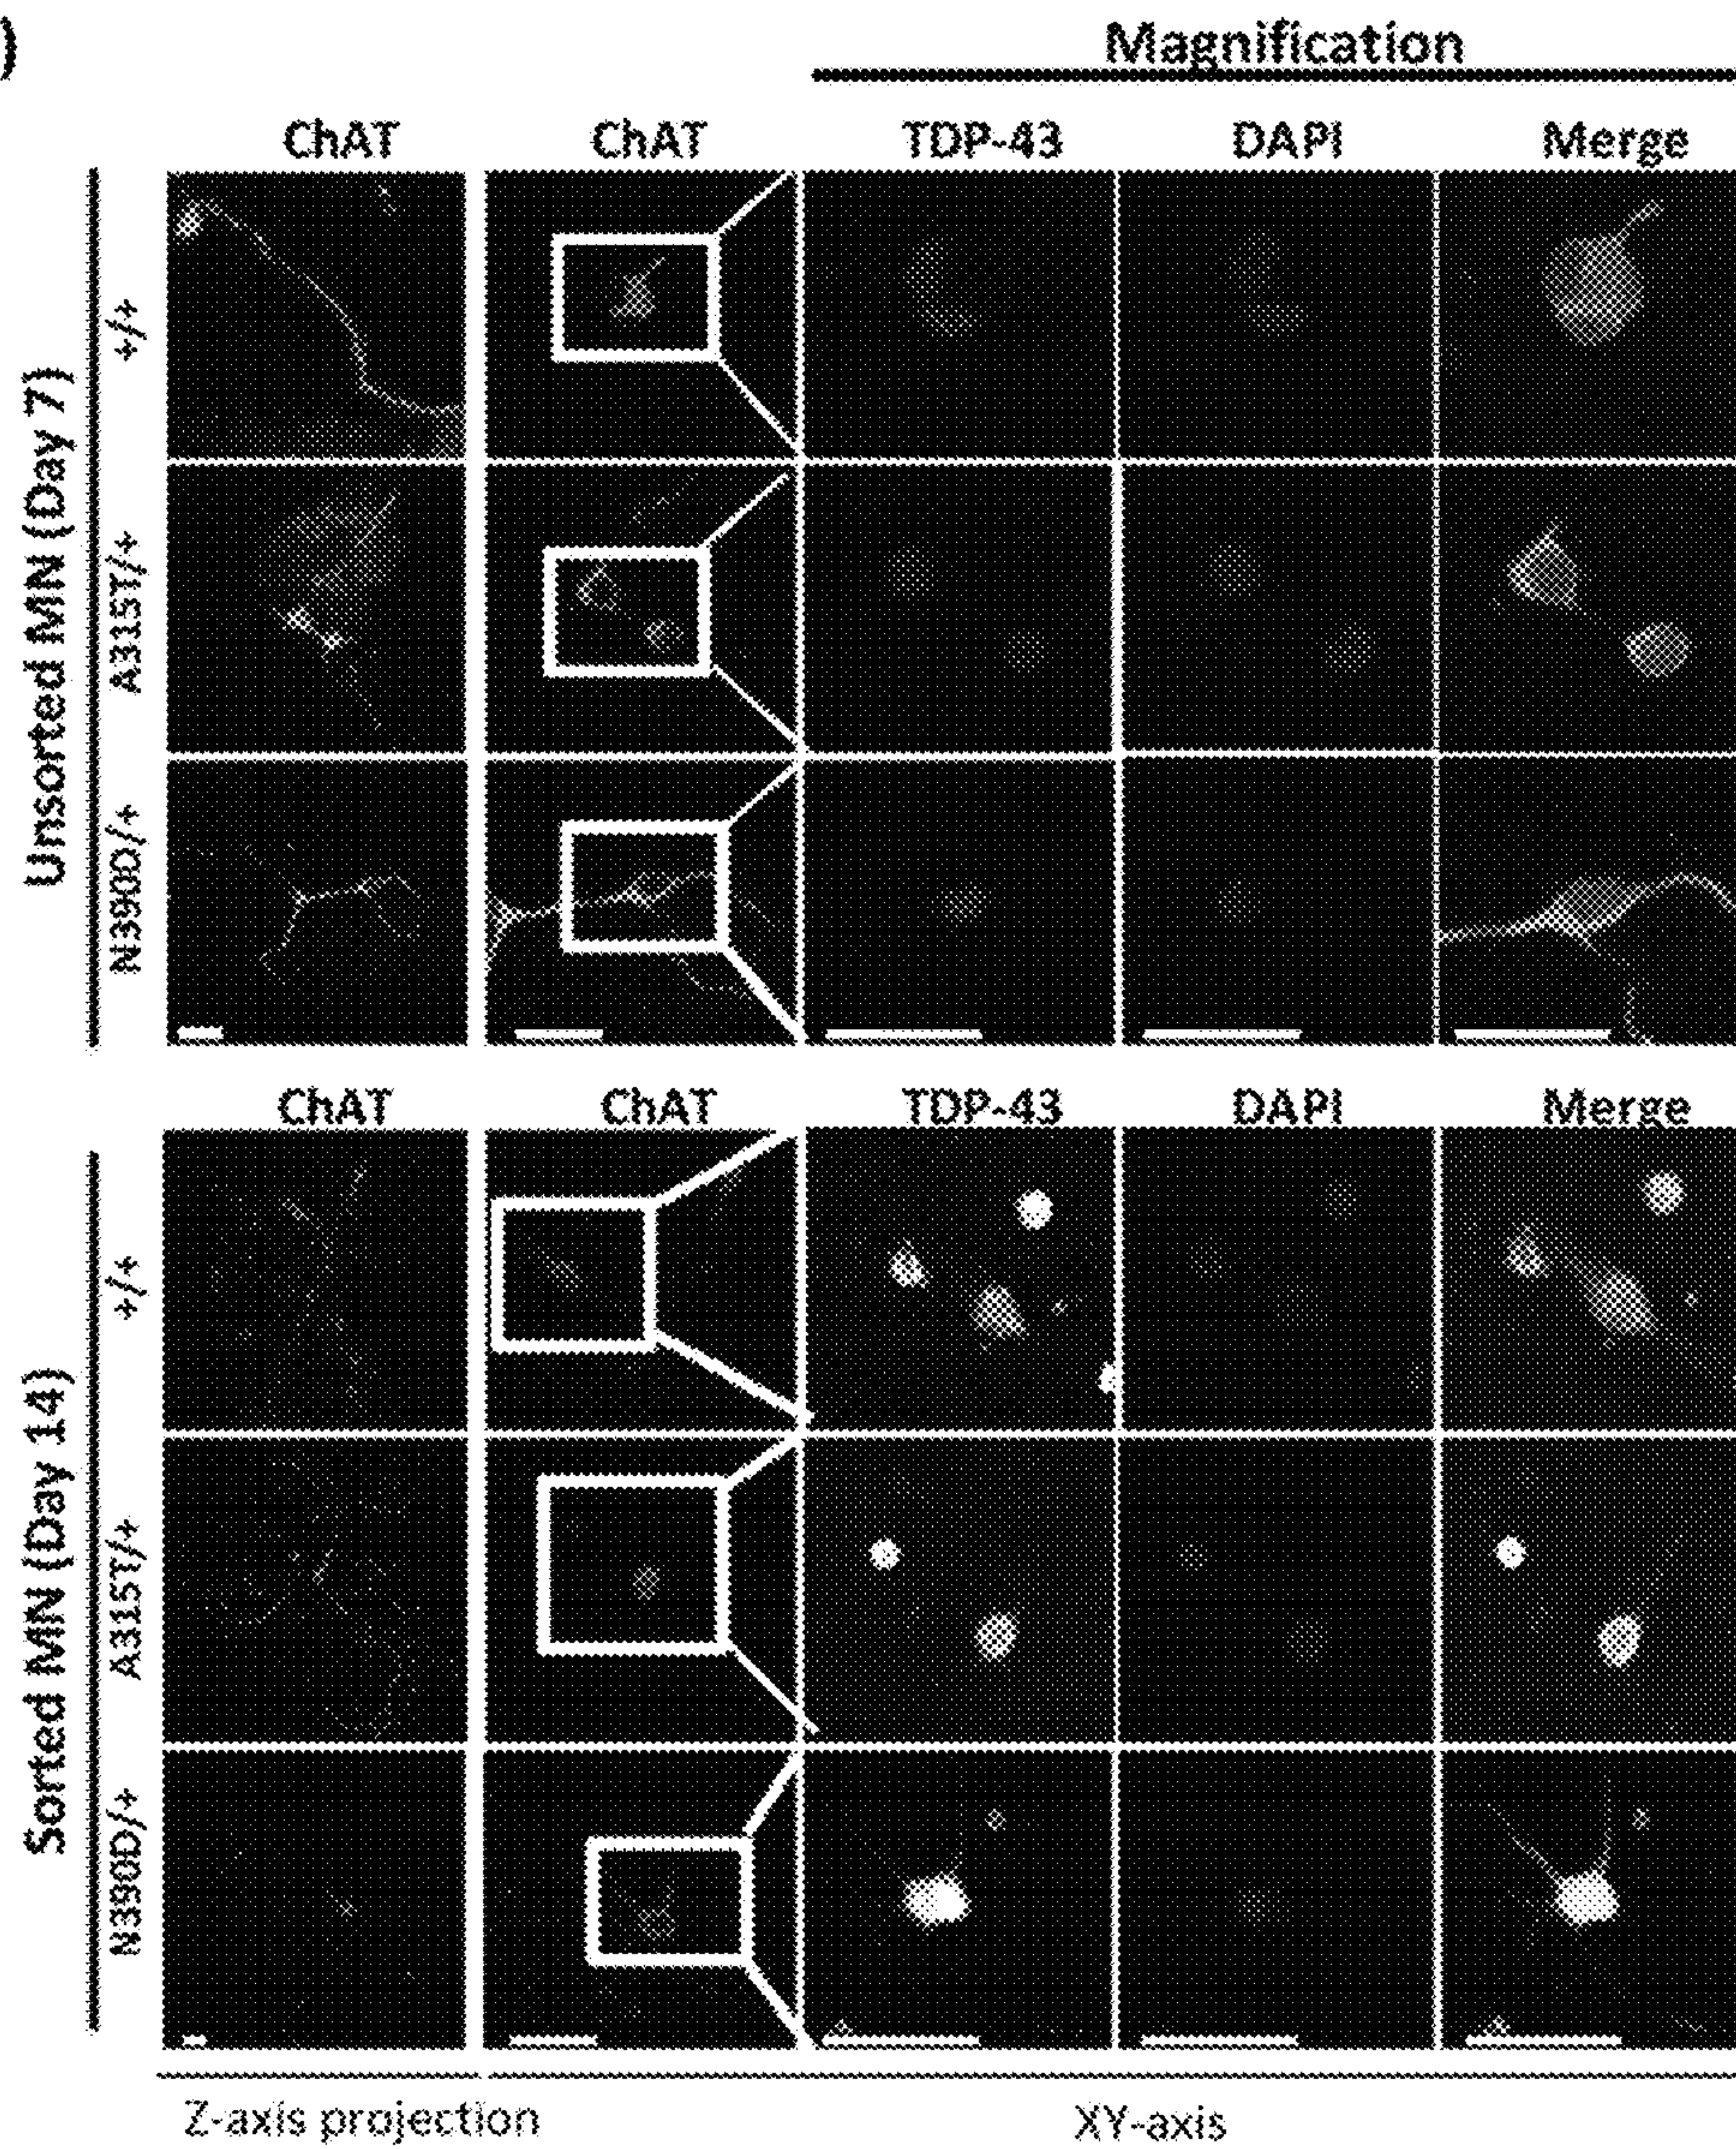 )
Magnification
ChAT ChAT TDP-43 DAPI Merge
Unsorted MN (Day 7)
+/+
A315T/+
N390D/+
ChAT ChAT TDP-43 DAPI Merge
Sorted MN (Day 14)
+/+
A315T/+
N390D/+
Z-axis projection XY-axis